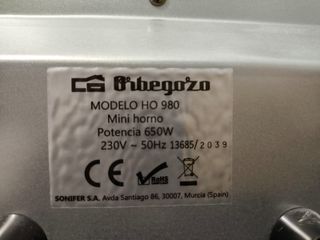 Orbegozo
MODELO HO 980
Mini horno
Potencia 650W
230V ~ 50Hz 13685/2039
CE RoHS
SONIFER S.A. Avda Santiago 86, 30007, Murcia (Spain)